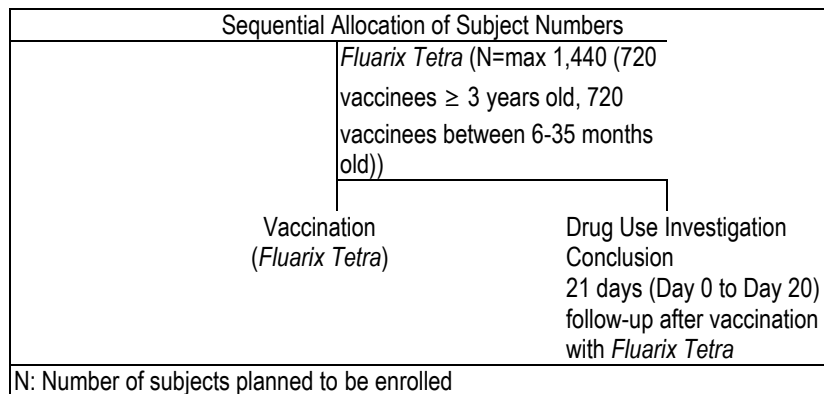 Sequential Allocation of Subject Numbers
Fluarix Tetra (N=max 1,440 (720
vaccinees ≥ 3 years old, 720
vaccinees between 6-35 months
old))
Vaccination
(Fluarix Tetra)
Drug Use Investigation
Conclusion
21 days (Day 0 to Day 20)
follow-up after vaccination
with Fluarix Tetra
N: Number of subjects planned to be enrolled